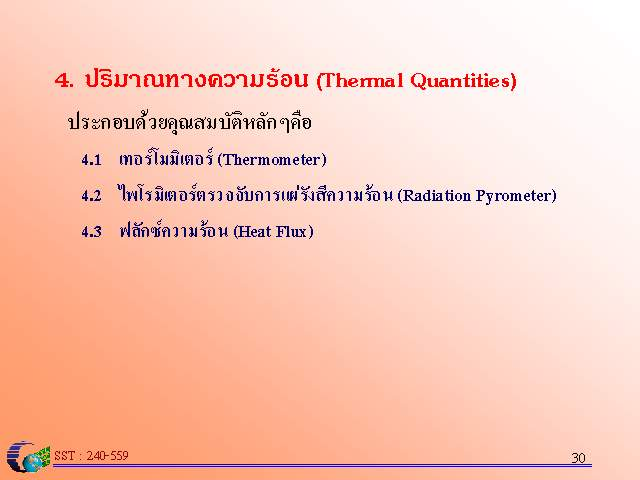 4. ปริมาณทางความร้อน (Thermal Quantities)
ประกอบด้วยคุณสมบัติหลักๆคือ
4.1 เทอร์โมมิเตอร์ (Thermometer)
4.2 ไพโรมิเตอร์ตรวจจับการแผ่รังสีความร้อน (Radiation Pyrometer)
4.3 ฟลักซ์ความร้อน (Heat Flux)
SST : 240-559
30